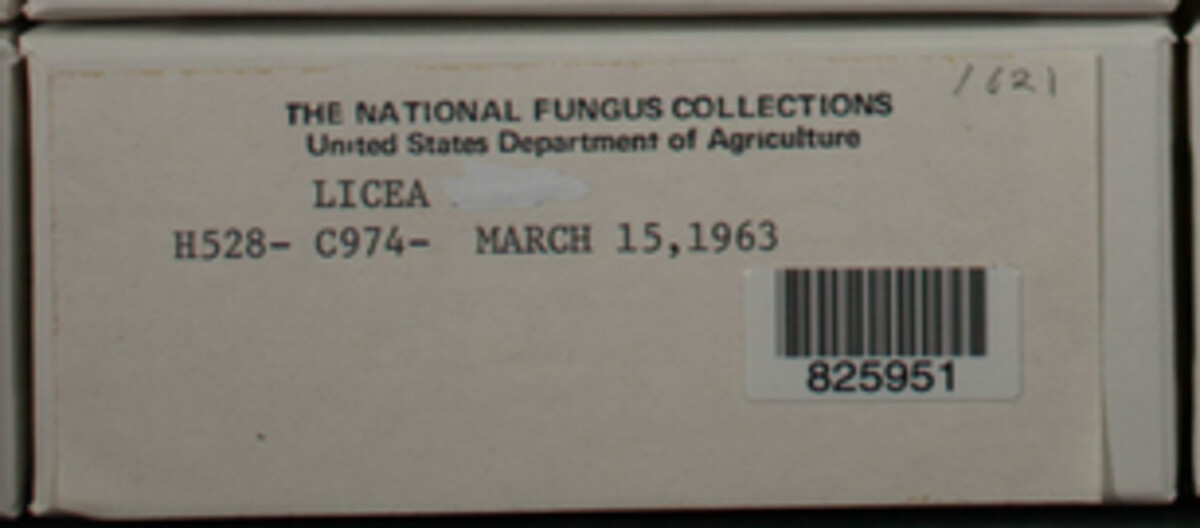 1621
THE NATIONAL FUNGUS COLLECTIONS
United States Department of Agriculture
LICEA
H528- C974- MARCH 15,1963
825951